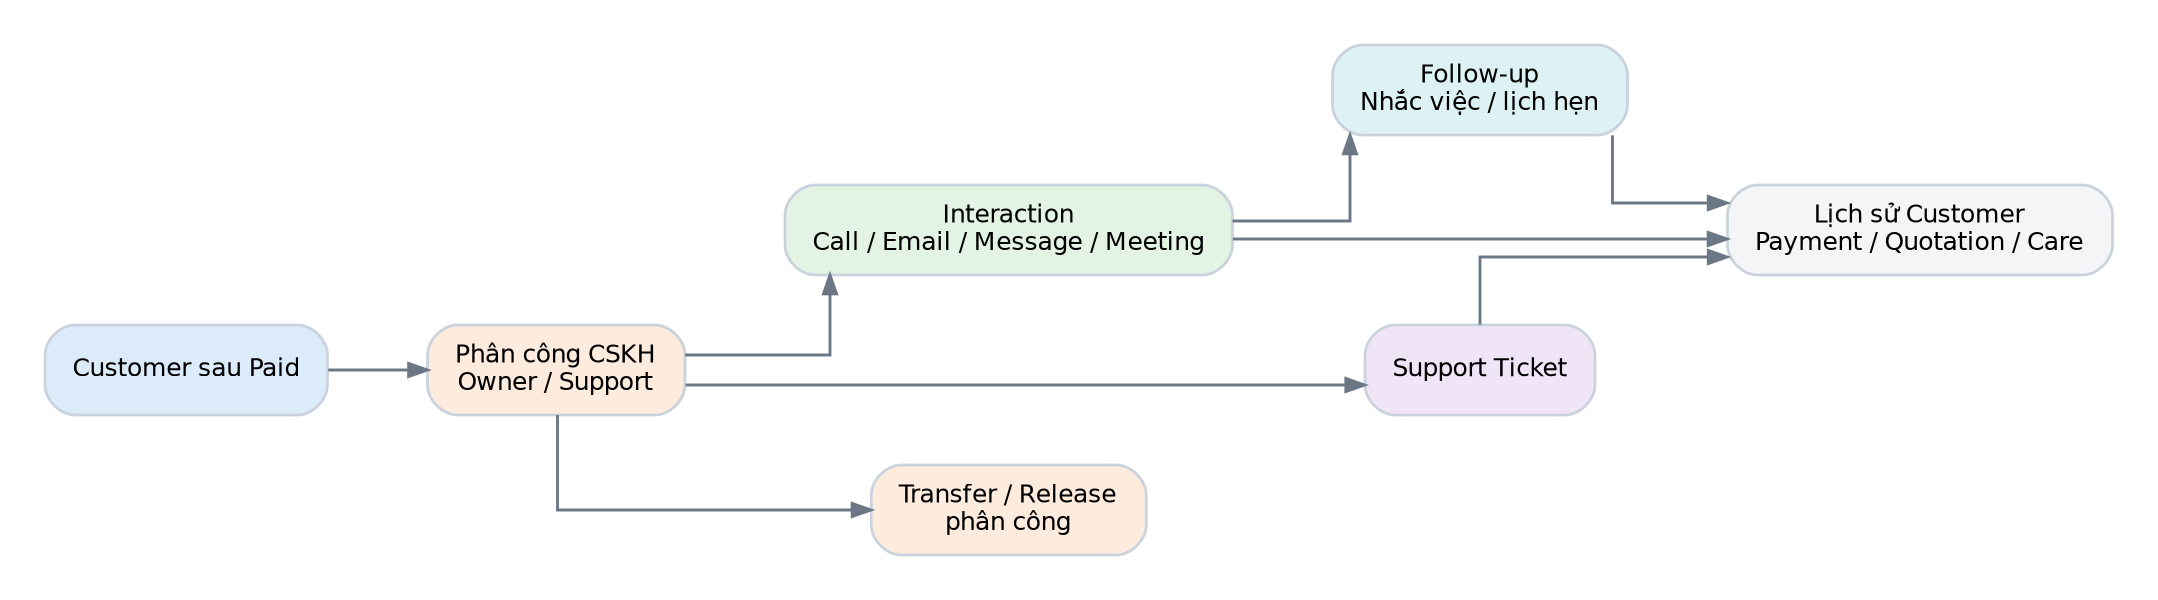 Follow-up
Nhắc việc / lịch hẹn
Interaction
Call / Email / Message / Meeting
Lịch sử Customer
Payment / Quotation / Care
Customer sau Paid
Phân công CSKH
Owner / Support
Support Ticket
Transfer / Release
phân công